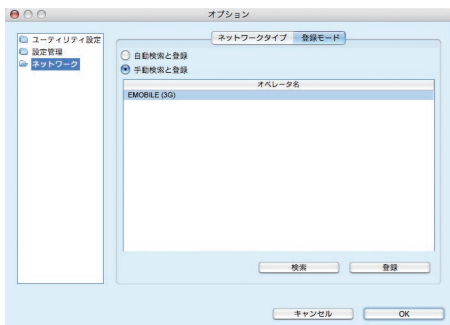 オプション
ユーティリティ設定
設定管理
ネットワーク
ネットワークタイプ 登録モード
自動検索と登録
手動検索と登録
オペレータ名
EMOBILE (3G)
検索 登録
キャンセル OK